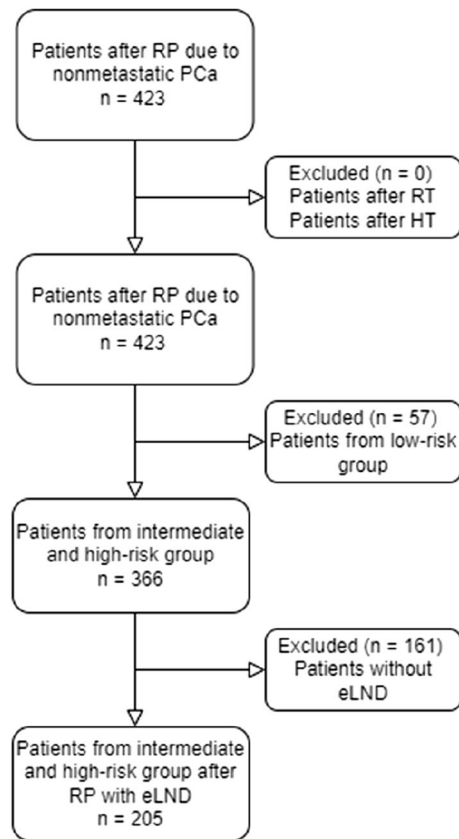 Patients after RP due to
nonmetastatic PCa
n = 423
Excluded (n = 0)
Patients after RT
Patients after HT
Patients after RP due to
nonmetastatic PCa
n = 423
Excluded (n = 57)
Patients from low-risk
group
Patients from intermediate
and high-risk group
n = 366
Excluded (n = 161)
Patients without
eLND
Patients from intermediate
and high-risk group after
RP with eLND
n = 205